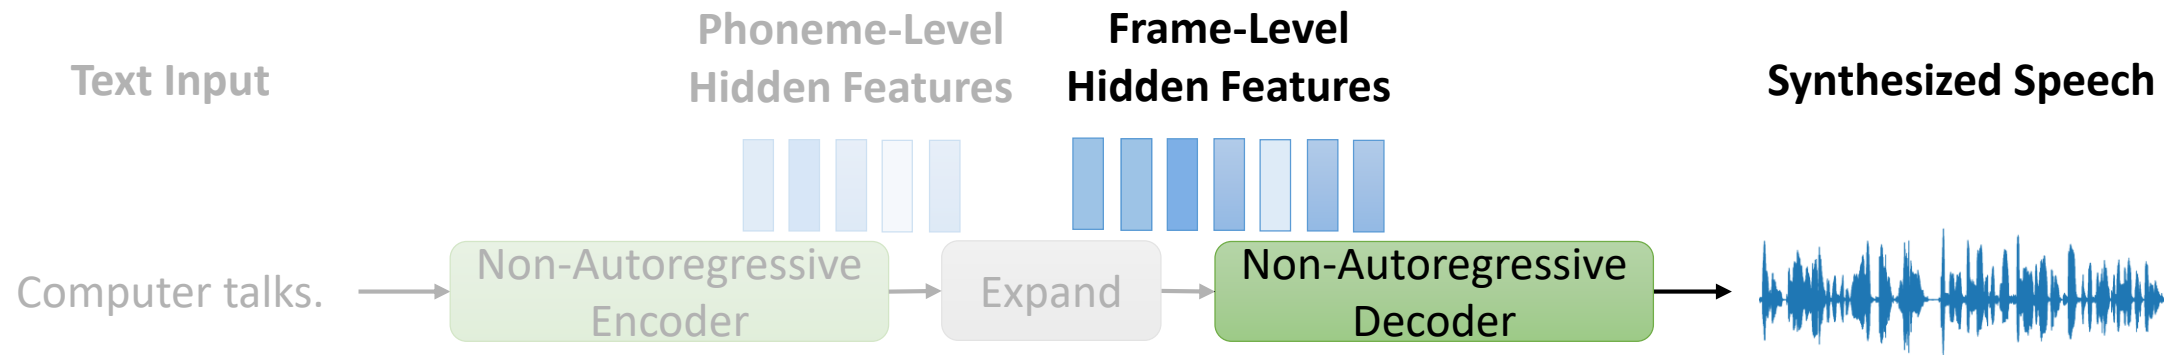 Text Input
Phoneme-Level
Hidden Features
Frame-Level
Hidden Features
Synthesized Speech
Computer talks.
Non-Autoregressive
Encoder
Expand
Non-Autoregressive
Decoder